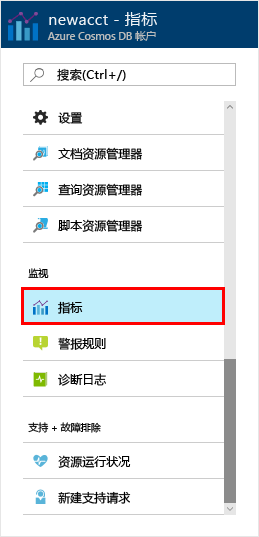 newacct - 指标
Azure Cosmos DB 帐户
搜索(Ctrl+/)
设置
文档资源管理器
查询资源管理器
脚本资源管理器
监视
指标
警报规则
诊断日志
支持 + 故障排除
资源运行状况
新建支持请求